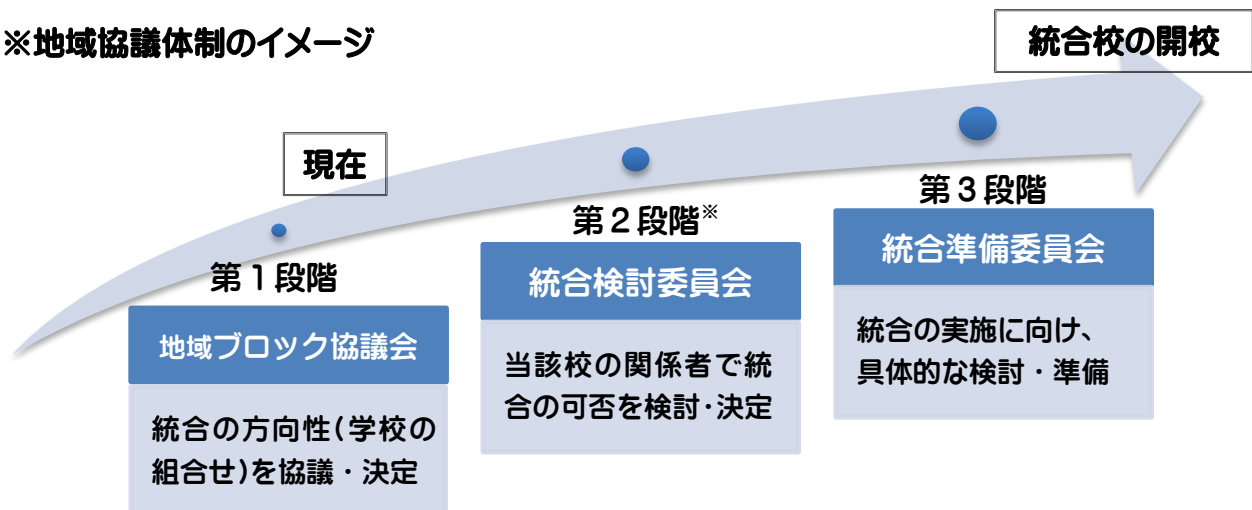 ※地域協議体制のイメージ
統合校の開校
現在
第1段階
地域ブロック協議会
統合の方向性(学校の
組合せ)を協議・決定
第2段階※
統合検討委員会
当該校の関係者で統
合の可否を検討・決定
第3段階
統合準備委員会
統合の実施に向け、
具体的な検討・準備